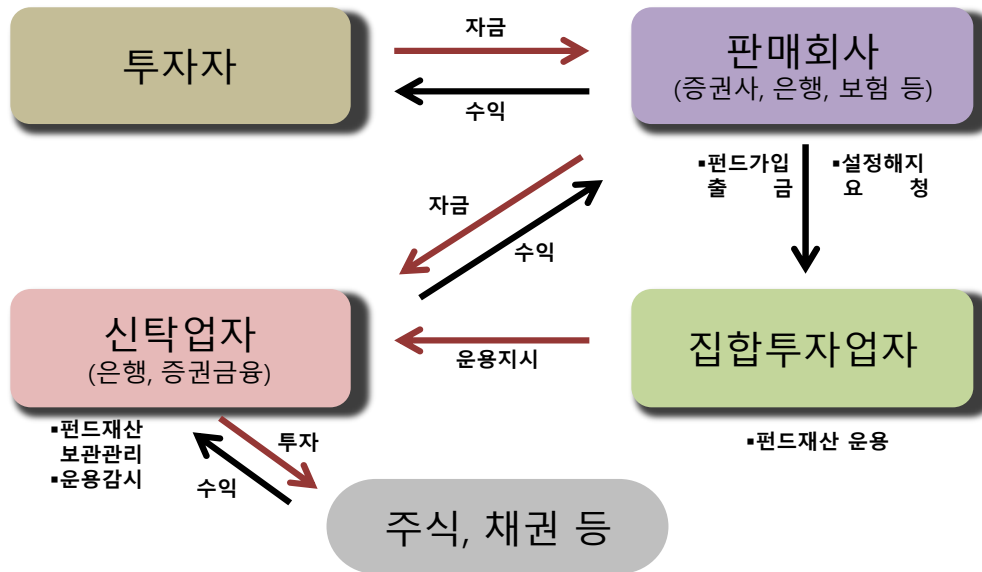 투자자
자금
수익
판매회사
(증권사, 은행, 보험 등)
▪펀드가입
출 금
▪설정해지
요 청
자금
수익
신탁업자
(은행, 증권금융)
운용지시
집합투자업자
▪펀드재산
보관관리
▪운용감시
투자
수익
▪펀드재산 운용
주식, 채권 등